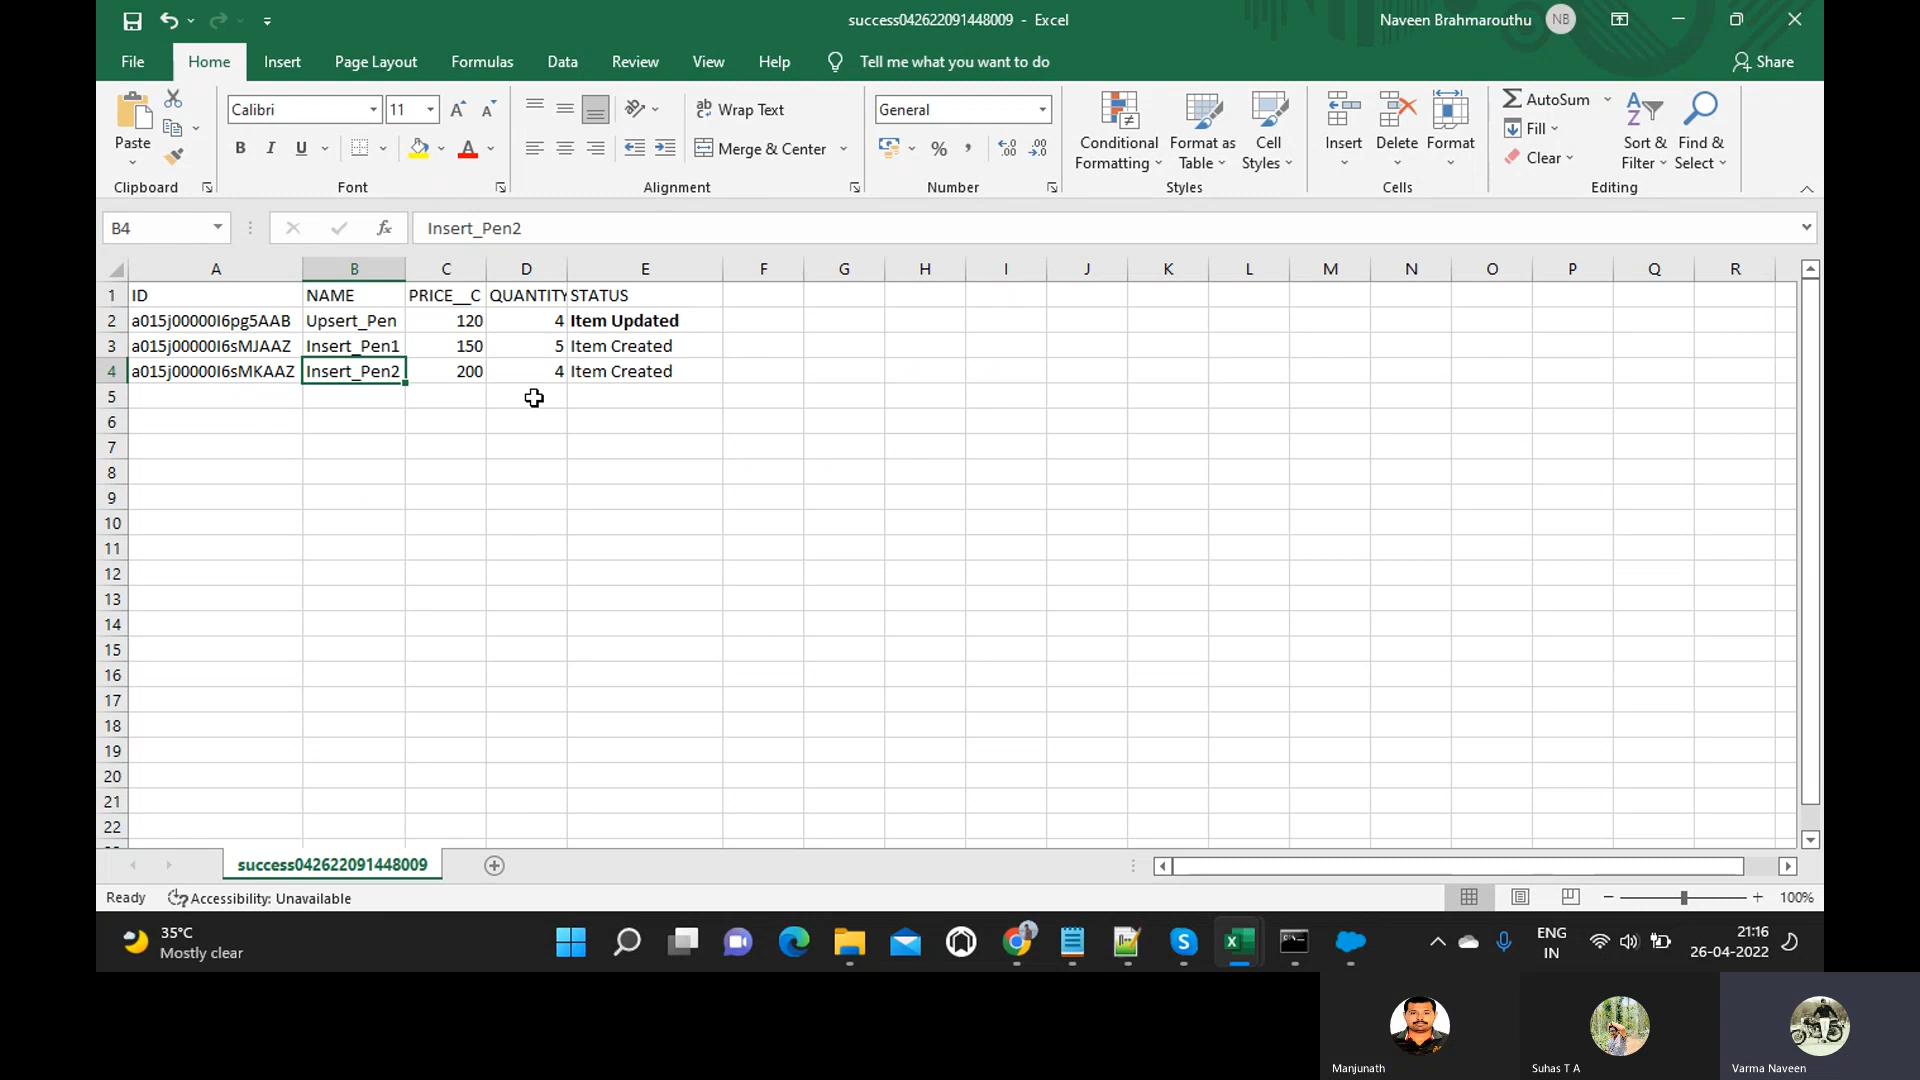 success042622091448009 - Excel
Naveen Brahmarouthu
NB
File
Home
Insert
Page Layout
Formulas
Data
Review
View
Help
Tell me what you want to do
Share
Paste
Calibri
11
B I U
Wrap Text
Merge & Center
General
Conditional Formatting
Format as Table
Cell Styles
Insert
Delete
Format
AutoSum
Fill
Clear
Sort & Filter
Find & Select
Clipboard
Font
Alignment
Number
Styles
Cells
Editing
B4
fx
Insert_Pen2
A B C D E F G H I J K L M N O P Q R
1 ID NAME PRICE__C QUANTITY STATUS
2 a015j00000I6pg5AAB Upsert_Pen 120 4 Item Updated
3 a015j00000I6sMJAAZ Insert_Pen1 150 5 Item Created
4 a015j00000I6sMKAAZ Insert_Pen2 200 4 Item Created
5
6
7
8
9
10
11
12
13
14
15
16
17
18
19
20
21
22
success042622091448009
Ready
Accessibility: Unavailable
100%
35°C
Mostly clear
ENG
IN
21:16
26-04-2022
Manjunath
Suhas T A
Varma Naveen